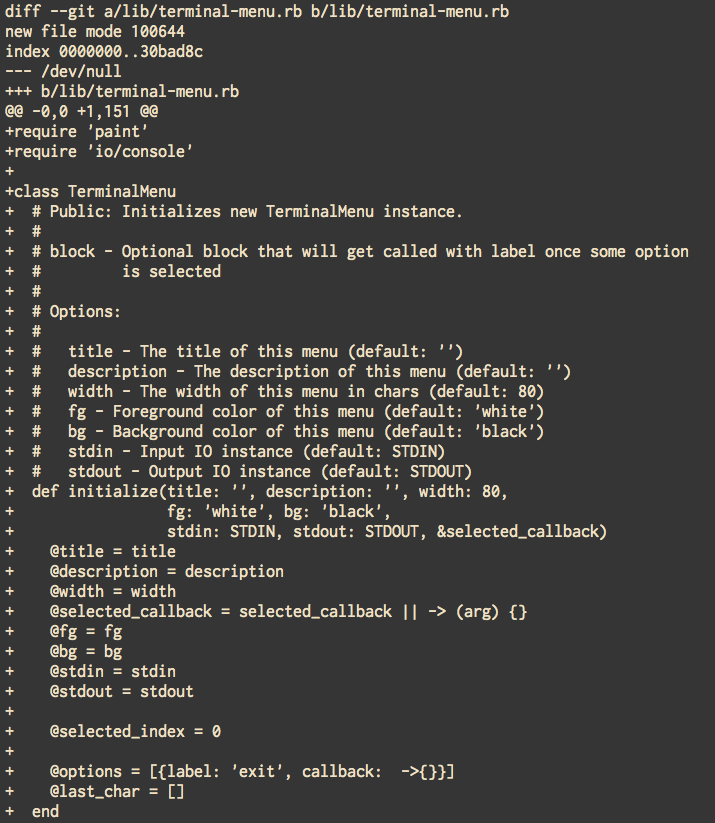 diff --git a/lib/terminal-menu.rb b/lib/terminal-menu.rb
new file mode 100644
index 0000000..30bad8c
--- /dev/null
+++ b/lib/terminal-menu.rb
@@ -0,0 +1,151 @@
+require 'paint'
+require 'io/console'
+
+class TerminalMenu
+  # Public: Initializes new TerminalMenu instance.
+  #
+  # block - Optional block that will get called with label once some option
+  #         is selected
+  #
+  # Options:
+  #
+  #   title - The title of this menu (default: '')
+  #   description - The description of this menu (default: '')
+  #   width - The width of this menu in chars (default: 80)
+  #   fg - Foreground color of this menu (default: 'white')
+  #   bg - Background color of this menu (default: 'black')
+  #   stdin - Input IO instance (default: STDIN)
+  #   stdout - Output IO instance (default: STDOUT)
+  def initialize(title: '', description: '', width: 80,
+                 fg: 'white', bg: 'black',
+                 stdin: STDIN, stdout: STDOUT, &selected_callback)
+    @title = title
+    @description = description
+    @width = width
+    @selected_callback = selected_callback || -> (arg) {}
+    @fg = fg
+    @bg = bg
+    @stdin = stdin
+    @stdout = stdout
+
+    @selected_index = 0
+
+    @options = [{label: 'exit', callback:  ->{}}]
+    @last_char = []
+  end